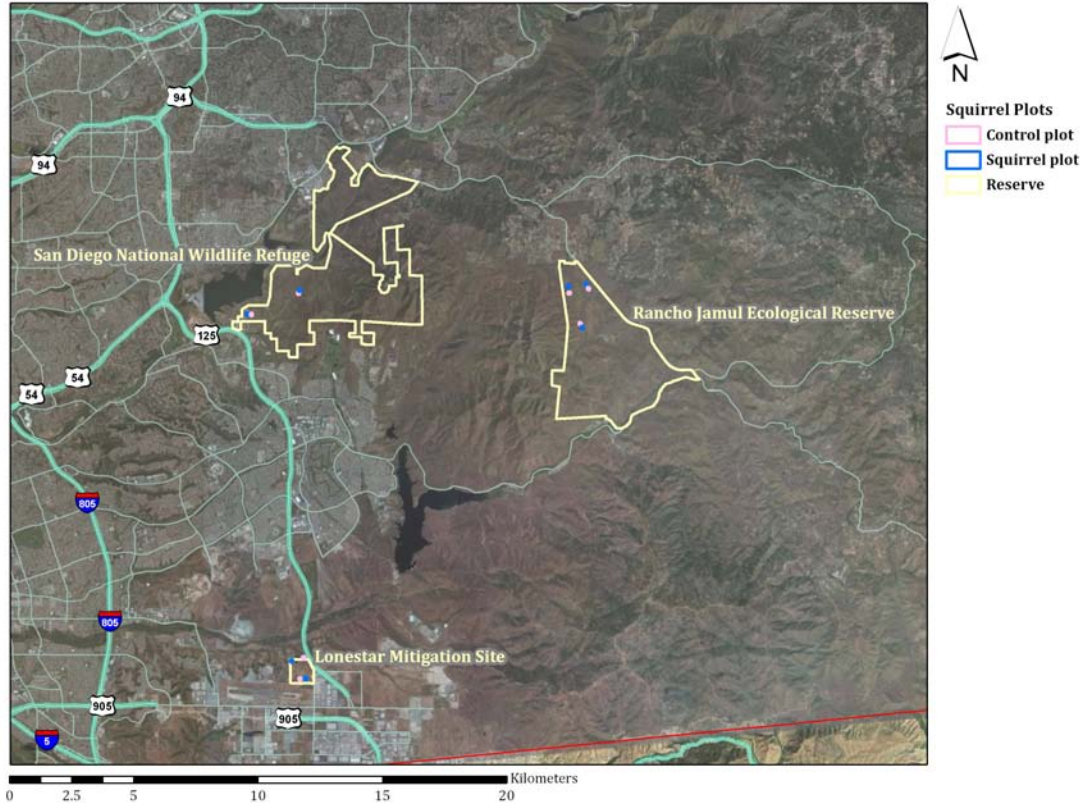 N
Squirrel Plots
Control plot
Squirrel plot
Reserve
94
94
San Diego National Wildlife Refuge
Rancho Jamul Ecological Reserve
125
54
54
805
805
Lonestar Mitigation Site
905
905
5
Kilometers
0 2.5 5 10 15 20